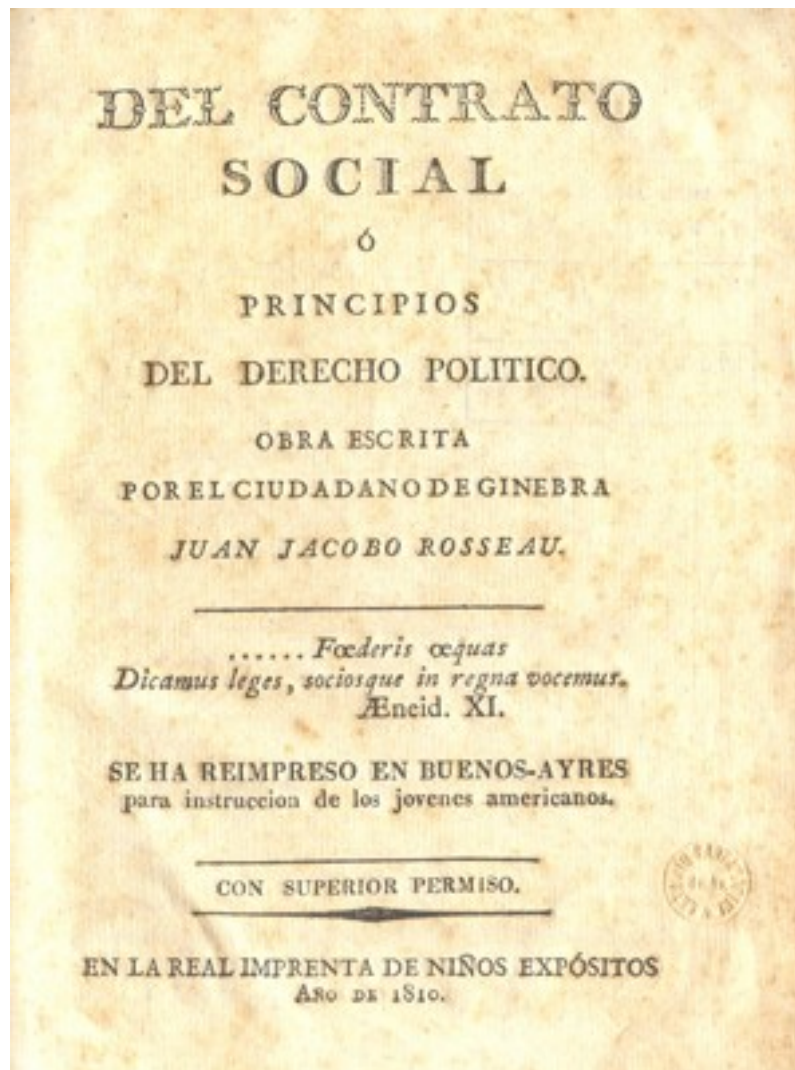 DEL CONTRATO
SOCIAL
ó
PRINCIPIOS
DEL DERECHO POLITICO.
OBRA ESCRITA
POR EL CIUDADANO DE GINEBRA
JUAN JACOBO ROSSEAU.
...... Fœderis œquas
Dicamus leges, sociosque in regna vocemus.
Æneid. XI.
SE HA REIMPRESO EN BUENOS-AYRES
para instruccion de los jovenes americanos.
CON SUPERIOR PERMISO.
EN LA REAL IMPRENTA DE NIÑOS EXPÓSITOS
Año de 1810.